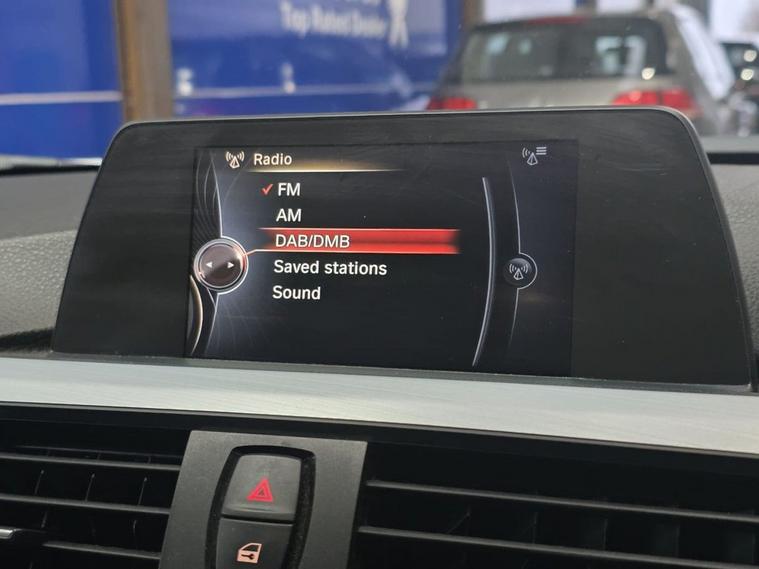 Top Rated Dealer
Radio
FM
AM
DAB/DMB
Saved stations
Sound